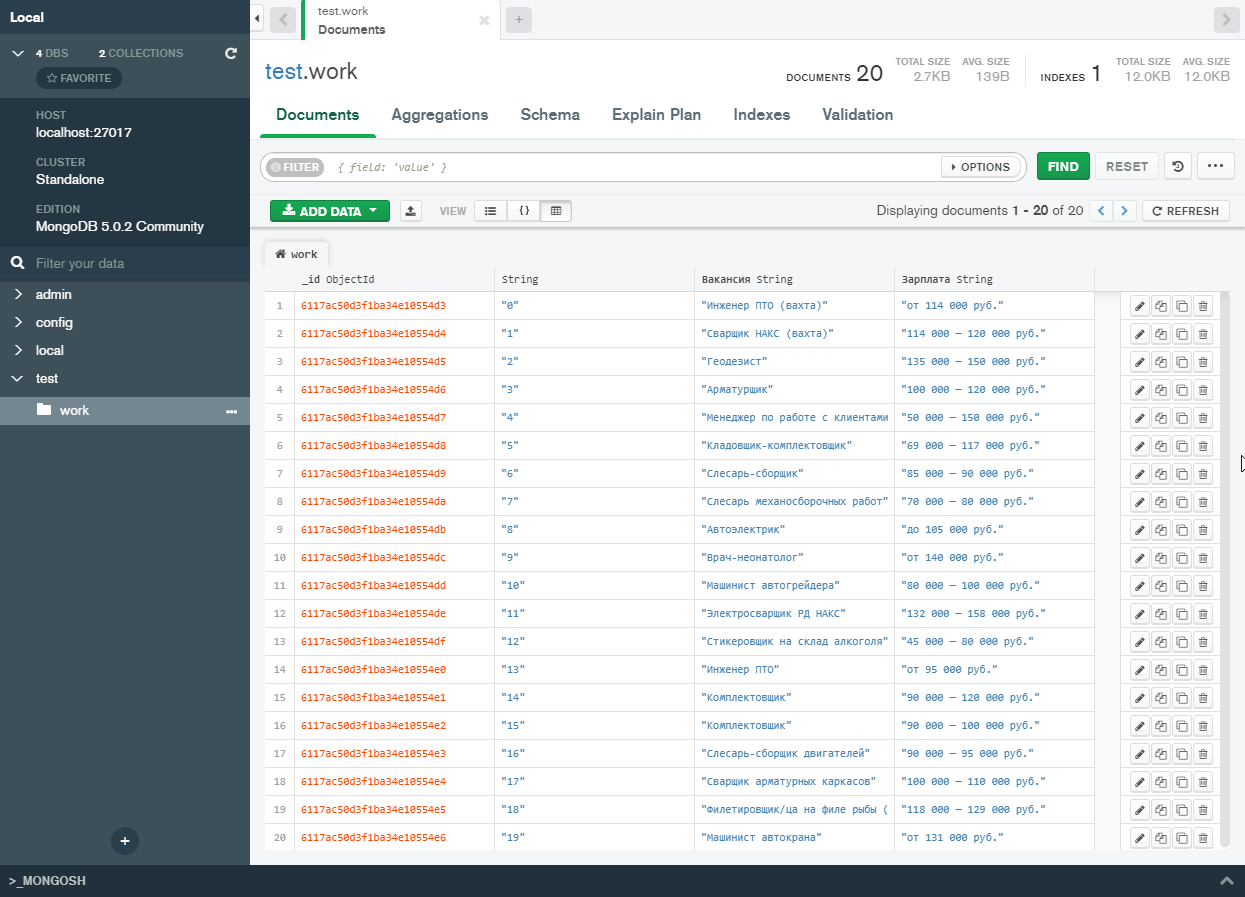 Local
4 DBS 2 COLLECTIONS
FAVORITE
HOST
localhost:27017
CLUSTER
Standalone
EDITION
MongoDB 5.0.2 Community
Filter your data
admin
config
local
test
work
>_MONGOSH
test.work
Documents
test.work
DOCUMENTS 20 TOTAL SIZE 2.7KB AVG. SIZE 139B INDEXES 1 TOTAL SIZE 12.0KB AVG. SIZE 12.0KB
Documents Aggregations Schema Explain Plan Indexes Validation
FILTER { field: 'value' } OPTIONS FIND RESET
ADD DATA VIEW {} Displaying documents 1 - 20 of 20 REFRESH
work
_id ObjectId String Вакансия String Зарплата String
1 6117ac50d3f1ba34e10554d3 "0" "Инженер ПТО (вахта)" "от 114 000 руб."
2 6117ac50d3f1ba34e10554d4 "1" "Сварщик НАКС (вахта)" "114 000 – 120 000 руб."
3 6117ac50d3f1ba34e10554d5 "2" "Геодезист" "135 000 – 150 000 руб."
4 6117ac50d3f1ba34e10554d6 "3" "Арматурщик" "100 000 – 120 000 руб."
5 6117ac50d3f1ba34e10554d7 "4" "Менеджер по работе с клиентами "50 000 – 150 000 руб."
6 6117ac50d3f1ba34e10554d8 "5" "Кладовщик-комплектовщик" "69 000 – 117 000 руб."
7 6117ac50d3f1ba34e10554d9 "6" "Слесарь-сборщик" "85 000 – 90 000 руб."
8 6117ac50d3f1ba34e10554da "7" "Слесарь механосборочных работ" "70 000 – 80 000 руб."
9 6117ac50d3f1ba34e10554db "8" "Автоэлектрик" "до 105 000 руб."
10 6117ac50d3f1ba34e10554dc "9" "Врач-неонатолог" "от 140 000 руб."
11 6117ac50d3f1ba34e10554dd "10" "Машинист автогрейдера" "80 000 – 100 000 руб."
12 6117ac50d3f1ba34e10554de "11" "Электросварщик РД НАКС" "132 000 – 158 000 руб."
13 6117ac50d3f1ba34e10554df "12" "Стикеровщик на склад алкоголя" "45 000 – 80 000 руб."
14 6117ac50d3f1ba34e10554e0 "13" "Инженер ПТО" "от 95 000 руб."
15 6117ac50d3f1ba34e10554e1 "14" "Комплектовщик" "90 000 – 120 000 руб."
16 6117ac50d3f1ba34e10554e2 "15" "Комплектовщик" "90 000 – 100 000 руб."
17 6117ac50d3f1ba34e10554e3 "16" "Слесарь-сборщик двигателей" "90 000 – 95 000 руб."
18 6117ac50d3f1ba34e10554e4 "17" "Сварщик арматурных каркасов" "100 000 – 110 000 руб."
19 6117ac50d3f1ba34e10554e5 "18" "Филетировщик/ца на филе рыбы ( "118 000 – 129 000 руб."
20 6117ac50d3f1ba34e10554e6 "19" "Машинист автокрана" "от 131 000 руб."